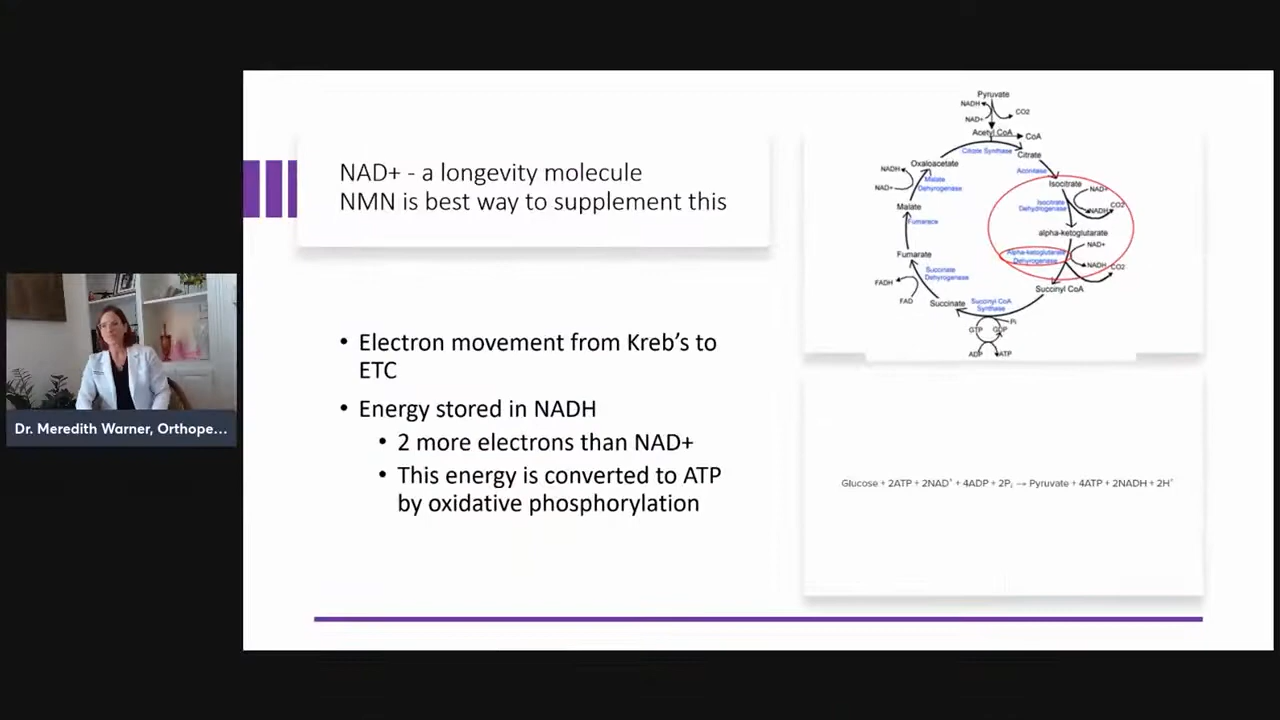 NAD+ - a longevity molecule
NMN is best way to supplement this
• Electron movement from Kreb's to
ETC
• Energy stored in NADH
• 2 more electrons than NAD+
• This energy is converted to ATP
by oxidative phosphorylation
Pyruvate
NADH
CO2
NAD+
Acetyl CoA
CoA
Citrate Synthase
Citrate
Oxaloacetate
Aconitase
NADH
Malate
Dehyrogenase
NAD+
Isocitrate
NAD+
Isocitrate
Dehydrogenase
CO2
NADH
Malate
Fumarace
alpha-ketoglutarate
NAD+
Alpha-ketoglutarate
Dehyrogenase
Fumarate
NADH
CO2
Succinate
Dehyrogenase
FADH
Succinyl CoA
FAD
Succinate
Succinyl CoA
Synthase
Pi
GTP
GDP
ADP
ATP
Glucose + 2ATP + 2NAD⁺ + 4ADP + 2Pᵢ → Pyruvate + 4ATP + 2NADH + 2H⁺
Dr. Meredith Warner, Orthope...